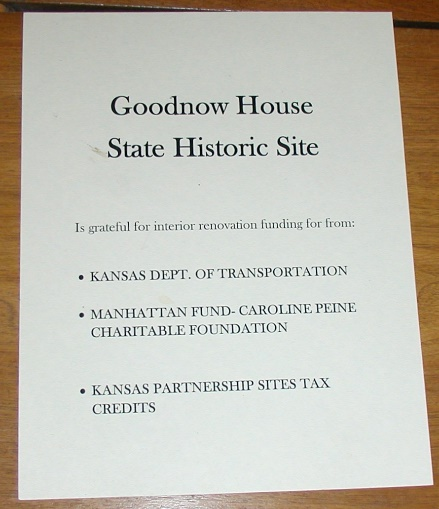 Goodnow House
State Historic Site
Is grateful for interior renovation funding for from:
• KANSAS DEPT. OF TRANSPORTATION
• MANHATTAN FUND- CAROLINE PEINE
CHARITABLE FOUNDATION
• KANSAS PARTNERSHIP SITES TAX
CREDITS